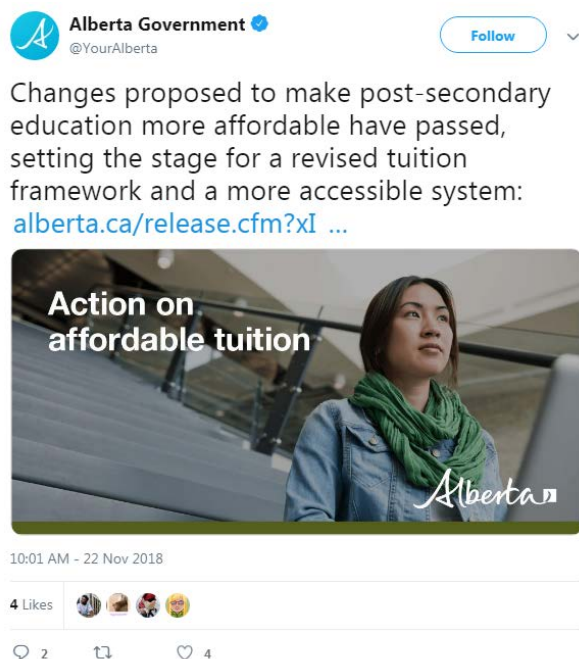 Alberta Government
@YourAlberta
Follow
Changes proposed to make post-secondary
education more affordable have passed,
setting the stage for a revised tuition
framework and a more accessible system:
alberta.ca/release.cfm?xI ...
Action on
affordable tuition
Alberta
10:01 AM - 22 Nov 2018
4 Likes
2
4